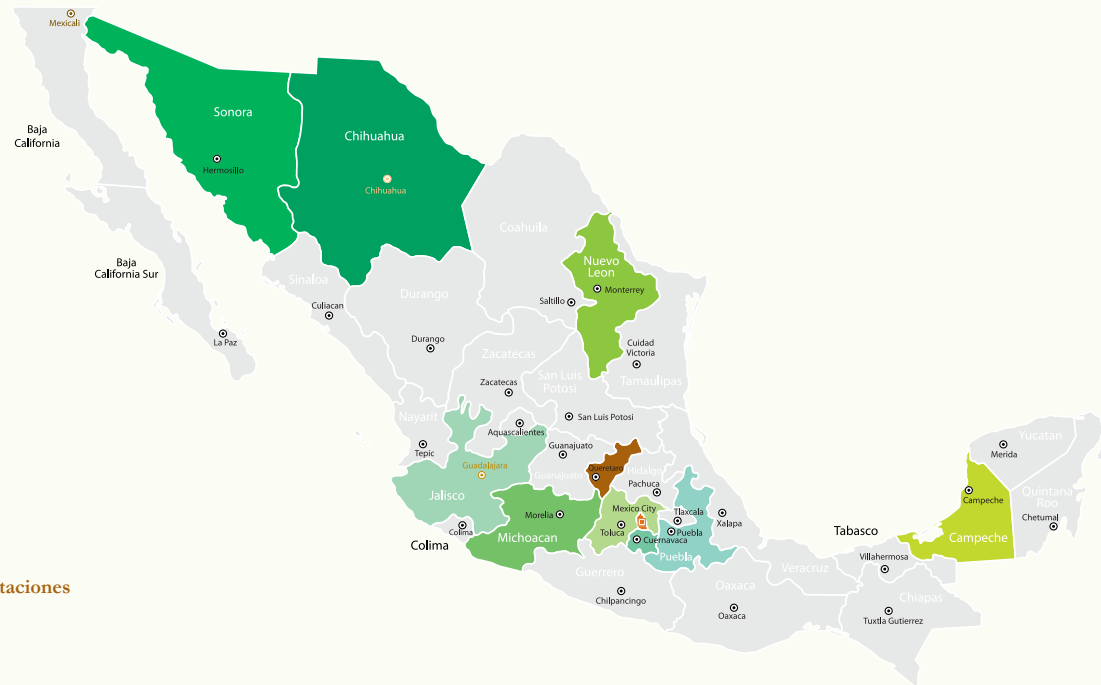 Mexicali
Sonora
Chihuahua
Baja
California
Hermosillo
Chihuahua
Coahuila
Baja
California Sur
Nuevo
Leon
Monterrey
Sinaloa
Durango
Saltillo
Culiacan
La Paz
Durango
Cuidad
Victoria
Zacatecas
San Luis
Potosi
Tamaulipas
Zacatecas
Nayarit
San Luis Potosi
Aquascalientes
Tepic
Guanajuato
Yucatan
Merida
Guadalajara
Guanajuato
Queretaro
Hidalgo
Pachuca
Jalisco
Campeche
Quintana
Roo
Mexico City
Morelia
Tlaxcala
Chetumal
Colima
Toluca
Xalapa
Colima
Michoacan
Cuernavaca
Puebla
Tabasco
Campeche
Puebla
Villahermosa
Guerrero
Veracruz
taciones
Oaxaca
Chilpancingo
Chiapas
Oaxaca
Tuxtla Gutierrez